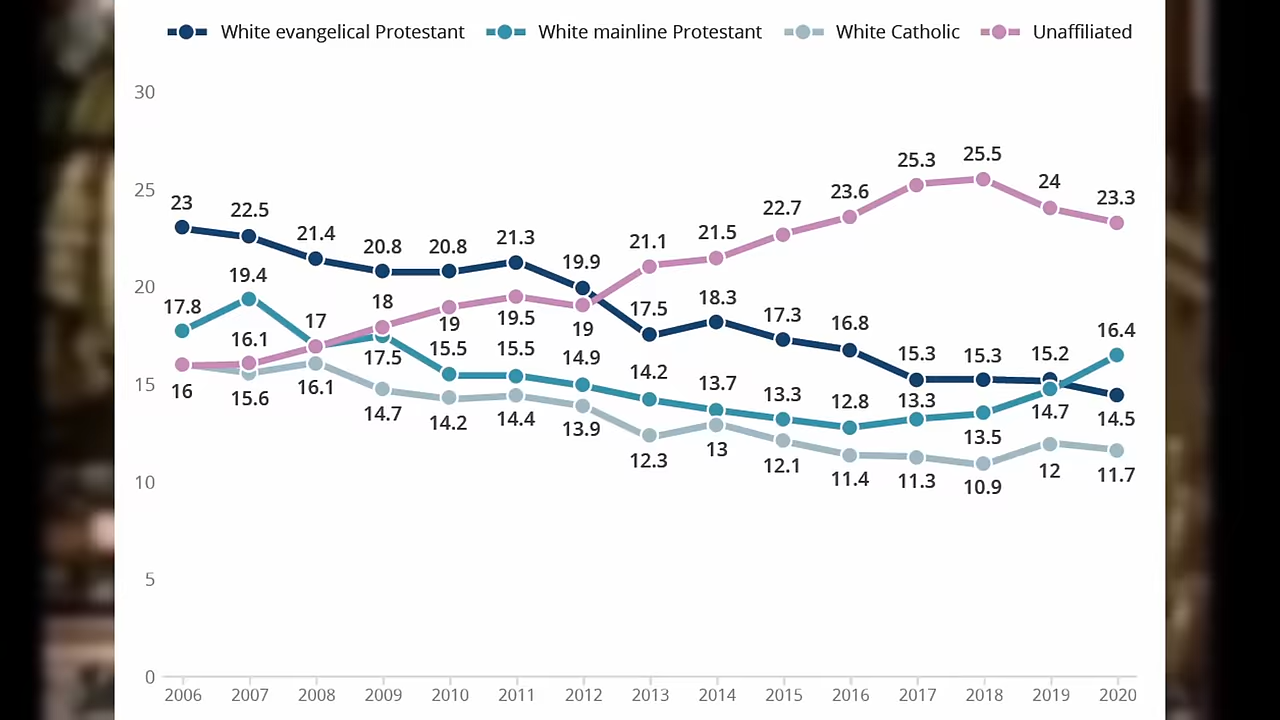 White evangelical Protestant White mainline Protestant White Catholic Unaffiliated
30
25.3 25.5
25 23.6 24 23.3
23 22.5 22.7
21.4 20.8 20.8 21.3 21.1 21.5
20 19.9
17.8 19.4 18 19 19.5 19 17.5 18.3 17.3 16.8
16.1 17 17.5 15.5 15.5 14.9 14.2 13.7 13.3 12.8 15.3 15.3 15.2 16.4
15
16 15.6 16.1 14.7 14.2 14.4 13.9 13.3 13.5 14.7 14.5
12.3 13 12.1 11.4 11.3 10.9 12 11.7
10
5
0
2006 2007 2008 2009 2010 2011 2012 2013 2014 2015 2016 2017 2018 2019 2020